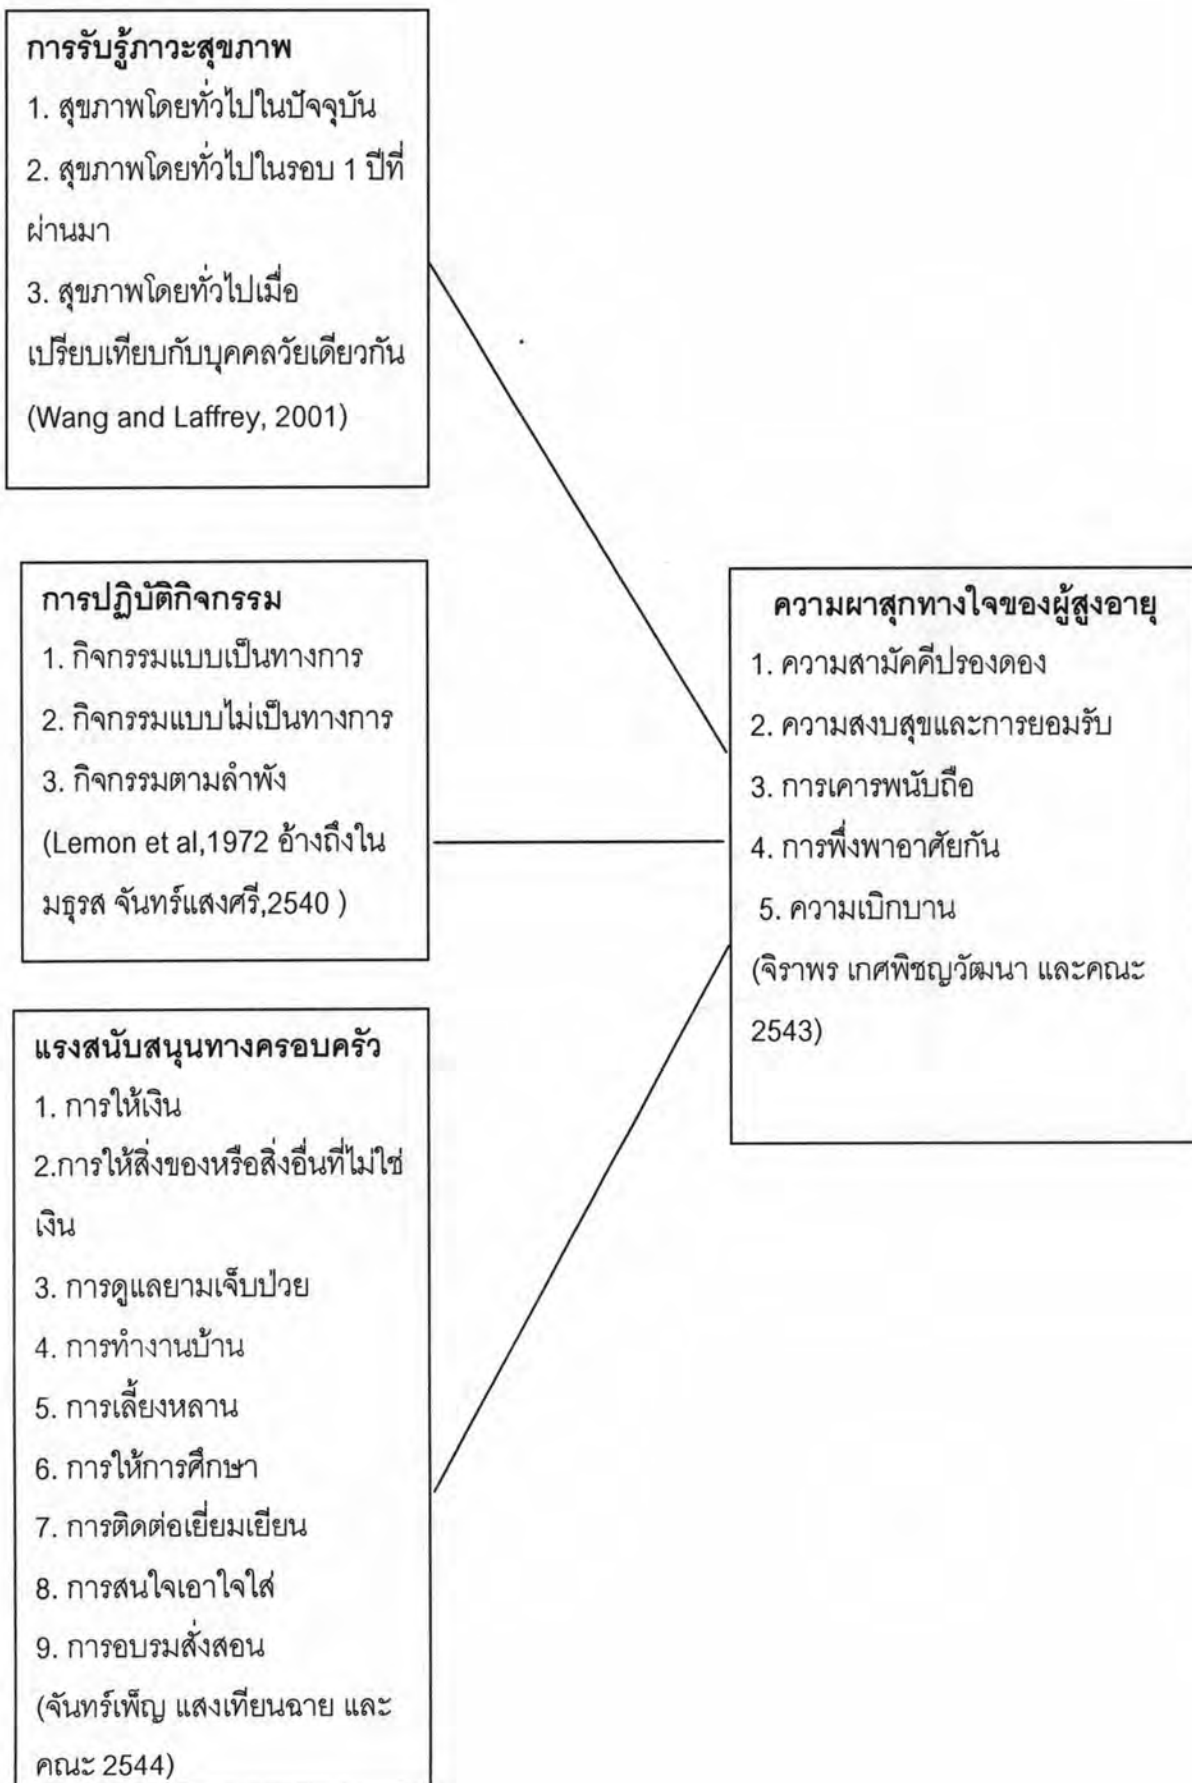 การรับรู้ภาวะสุขภาพ
1. สุขภาพโดยทั่วไปในปัจจุบัน
2. สุขภาพโดยทั่วไปในรอบ 1 ปีที่
ผ่านมา
3. สุขภาพโดยทั่วไปเมื่อ
เปรียบเทียบกับบุคคลวัยเดียวกัน
(Wang and Laffrey, 2001)
การปฏิบัติกิจกรรม
1. กิจกรรมแบบเป็นทางการ
2. กิจกรรมแบบไม่เป็นทางการ
3. กิจกรรมตามลำพัง
(Lemon et al,1972 อ้างถึงใน
มธุรส จันทร์แสงศรี,2540 )
แรงสนับสนุนทางครอบครัว
1. การให้เงิน
2.การให้สิ่งของหรือสิ่งอื่นที่ไม่ใช่
เงิน
3. การดูแลยามเจ็บป่วย
4. การทำงานบ้าน
5. การเลี้ยงหลาน
6. การให้การศึกษา
7. การติดต่อเยี่ยมเยียน
8. การสนใจเอาใจใส่
9. การอบรมสั่งสอน
(จันทร์เพ็ญ แสงเทียนฉาย และ
คณะ 2544)
ความผาสุกทางใจของผู้สูงอายุ
1. ความสามัคคีปรองดอง
2. ความสงบสุขและการยอมรับ
3. การเคารพนับถือ
4. การพึ่งพาอาศัยกัน
5. ความเบิกบาน
(จิราพร เกศพิชญวัฒนา และคณะ
2543)